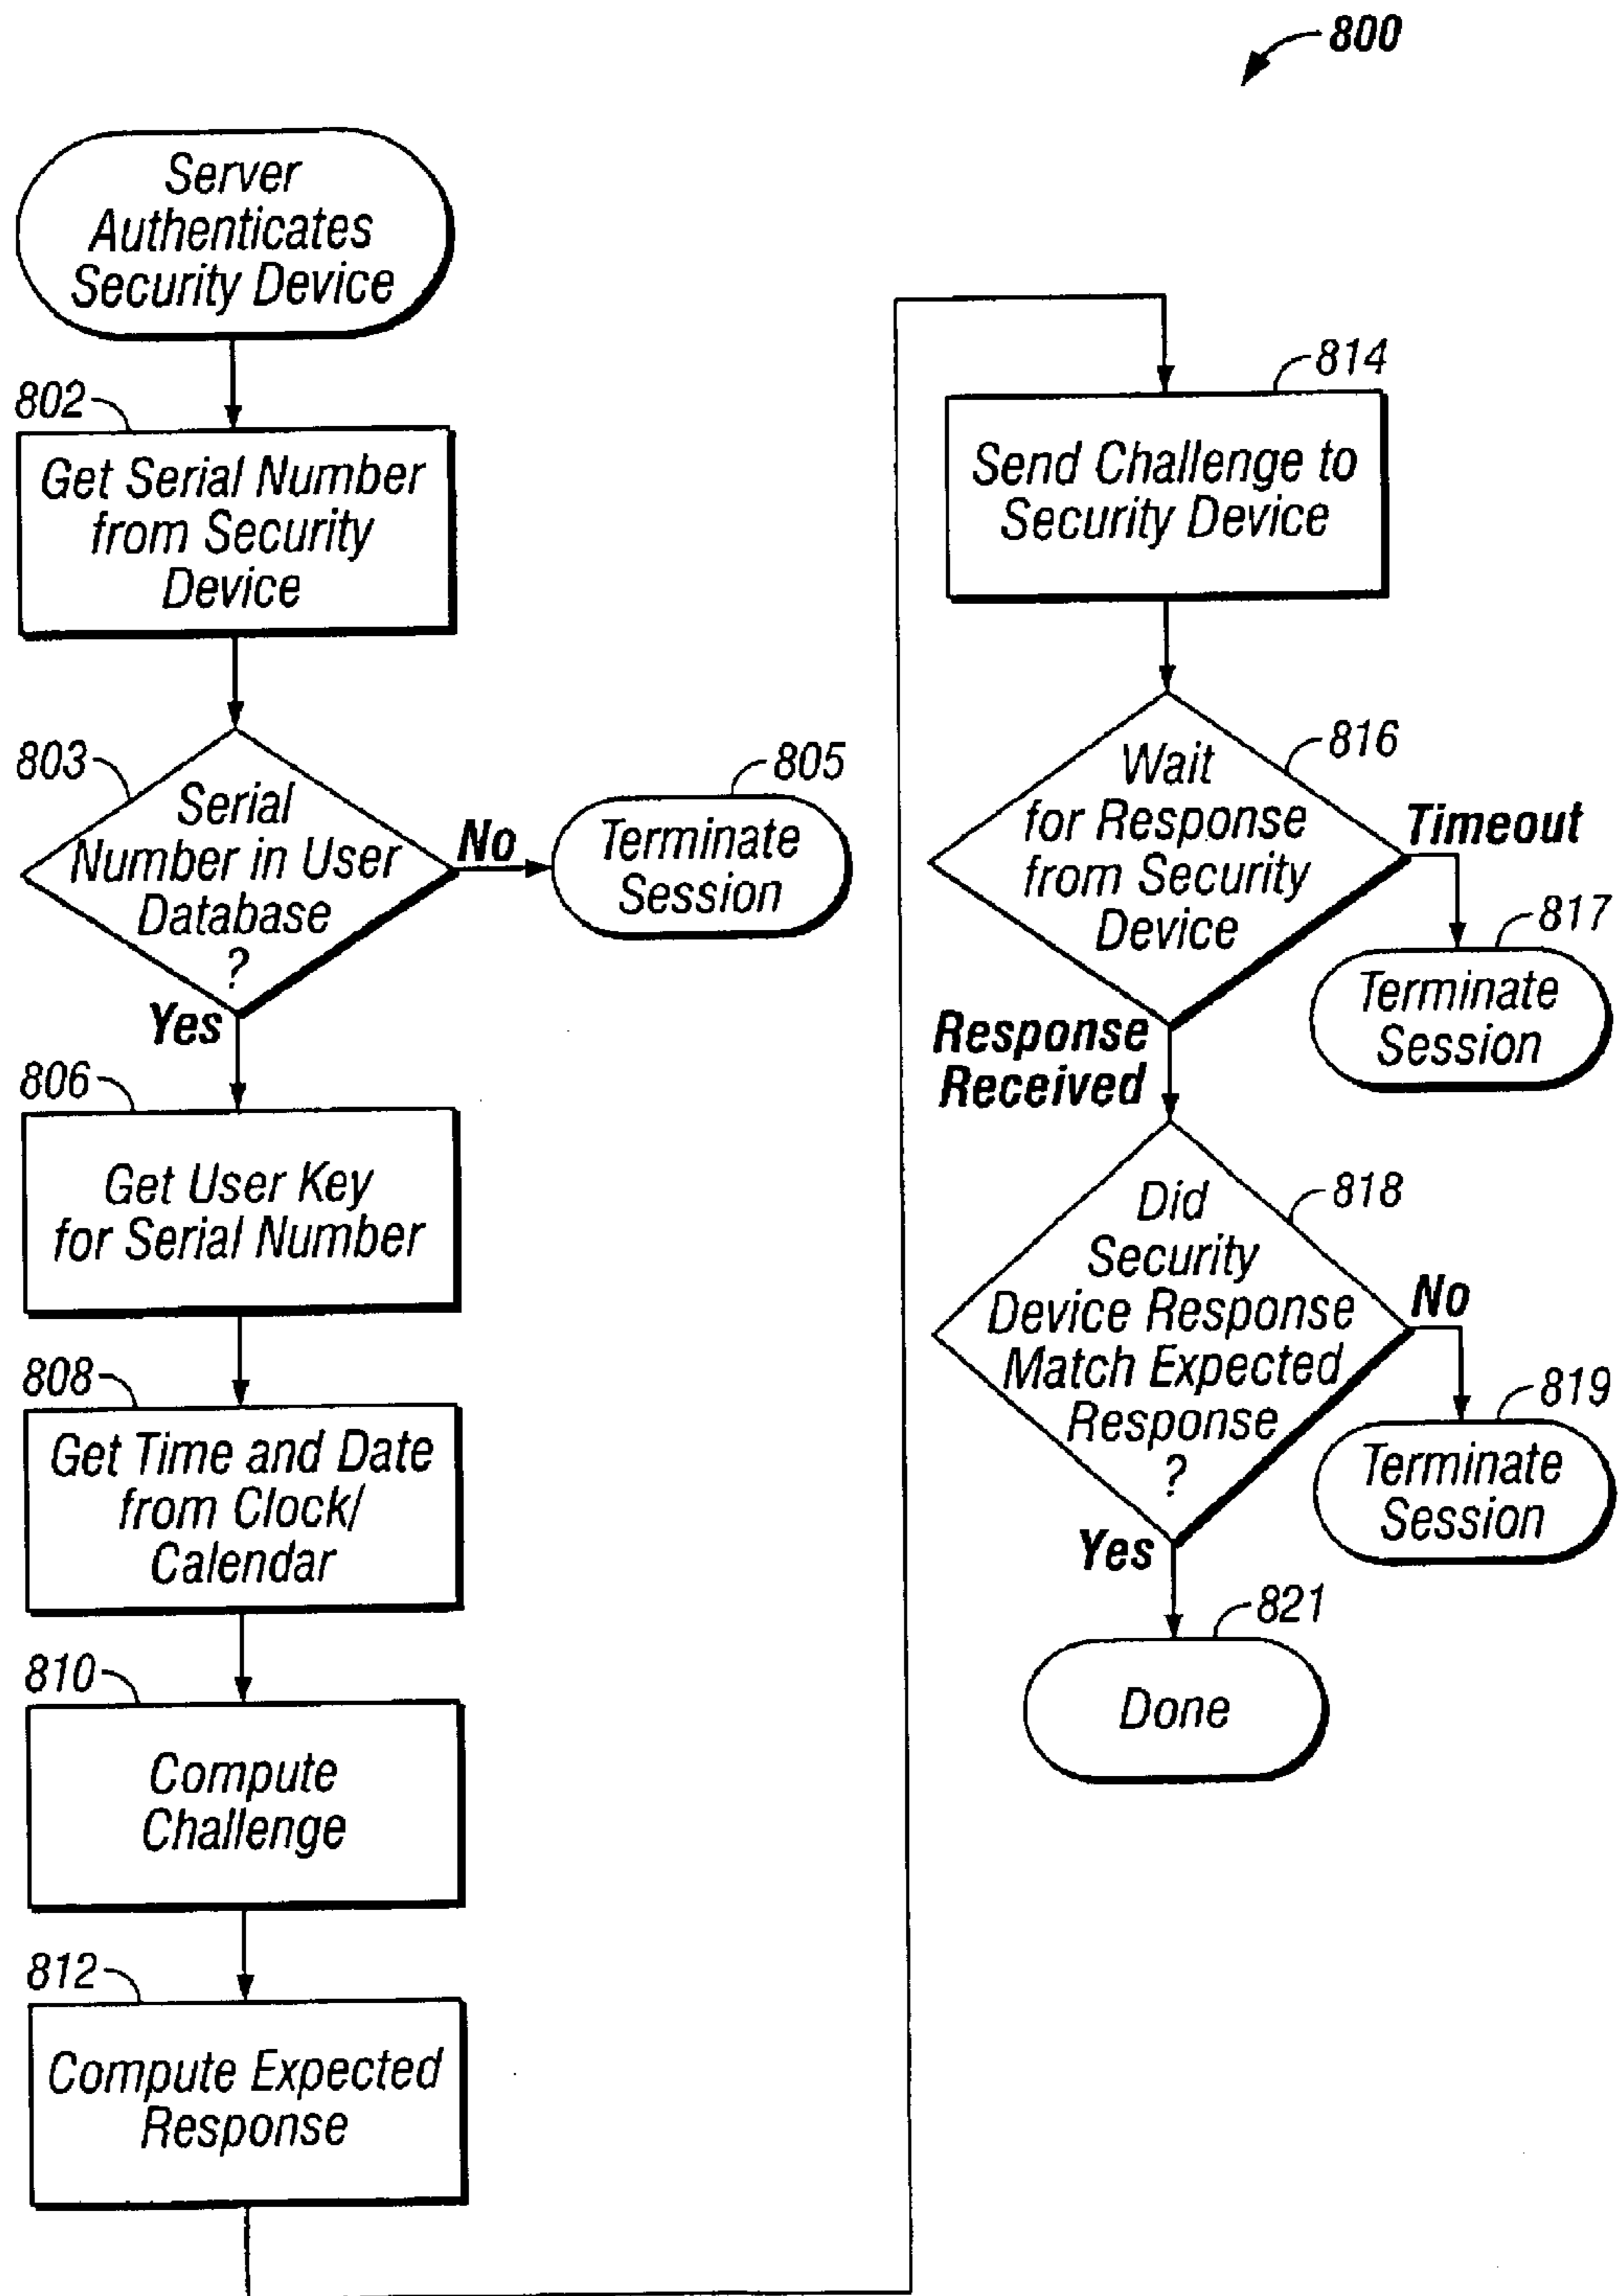 800
Server
Authenticates
Security Device
802
Get Serial Number
from Security
Device
803
Serial
Number in User
Database
?
No
805
Terminate
Session
Yes
806
Get User Key
for Serial Number
808
Get Time and Date
from Clock/
Calendar
810
Compute
Challenge
812
Compute Expected
Response
814
Send Challenge to
Security Device
816
Wait
for Response
from Security
Device
Timeout
817
Terminate
Session
Response
Received
818
Did
Security
Device Response
Match Expected
Response
?
No
819
Terminate
Session
Yes
821
Done